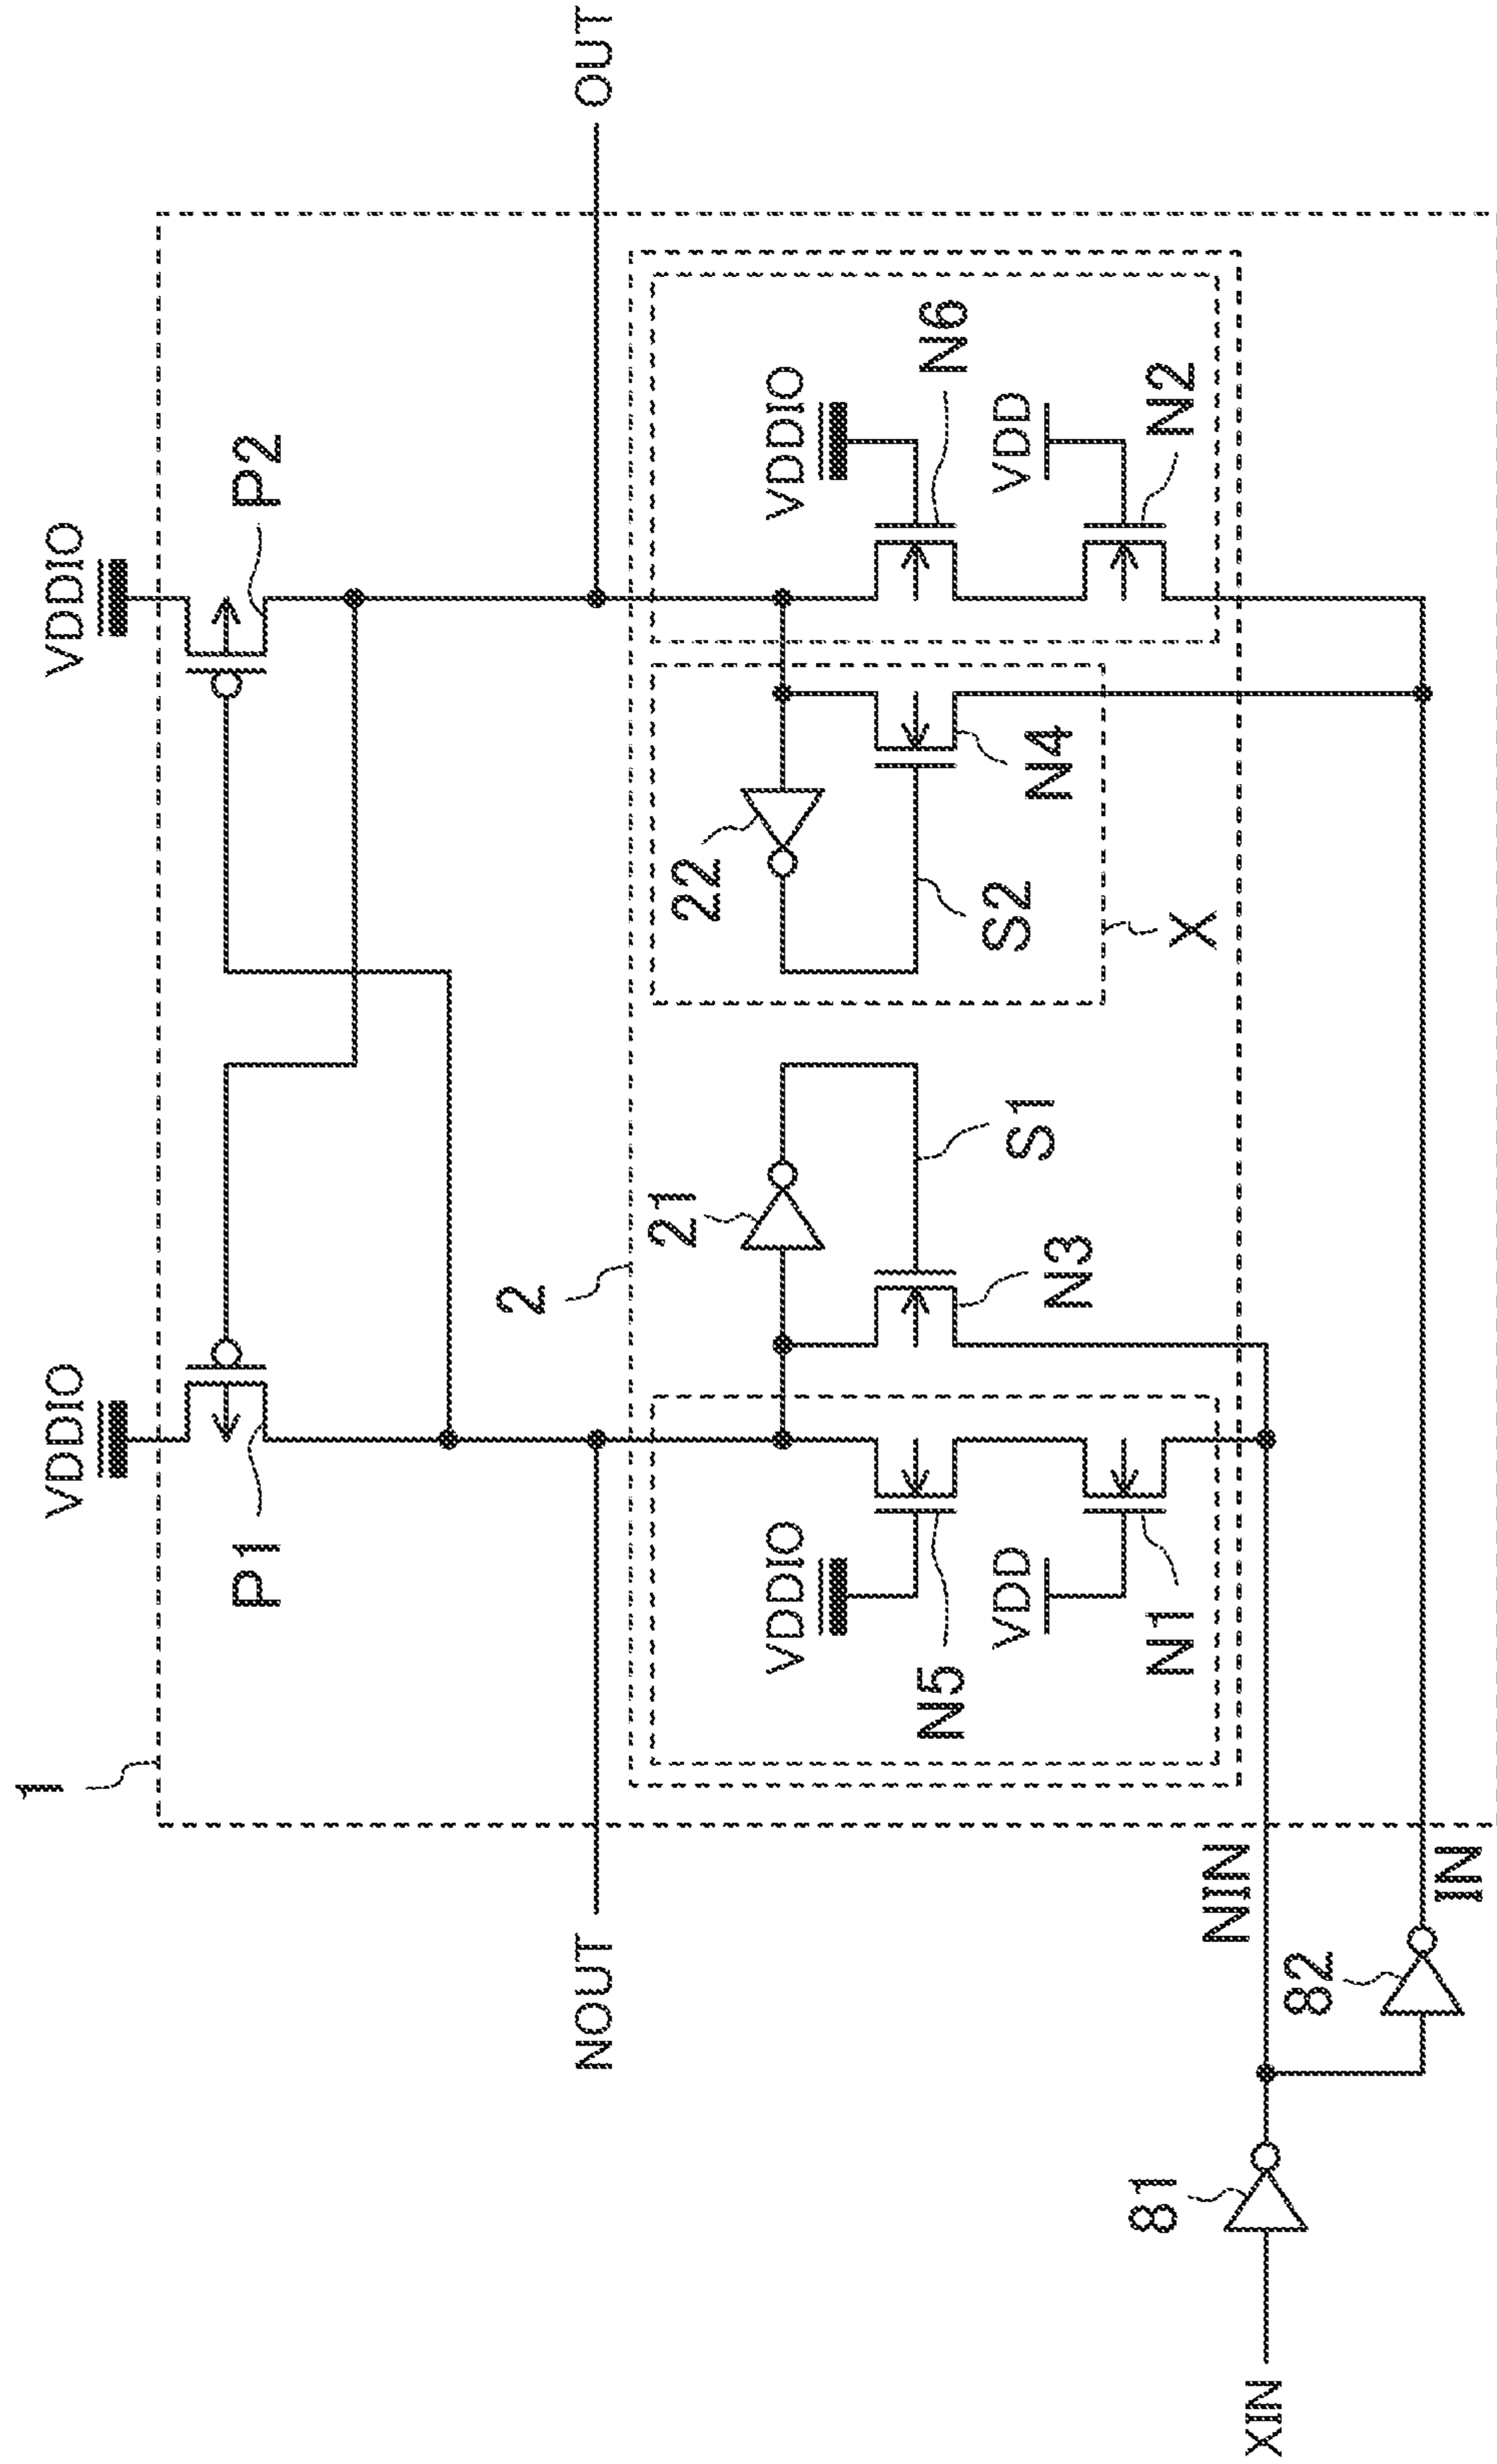 1
VDDIO
VDDIO
P1
P2
NOUT
OUT
2
21
22
VDDIO
VDDIO
N5
S1
S2
N6
VDD
VDD
N3
N4
N1
X
N2
81
NIN
XIN
82
IN